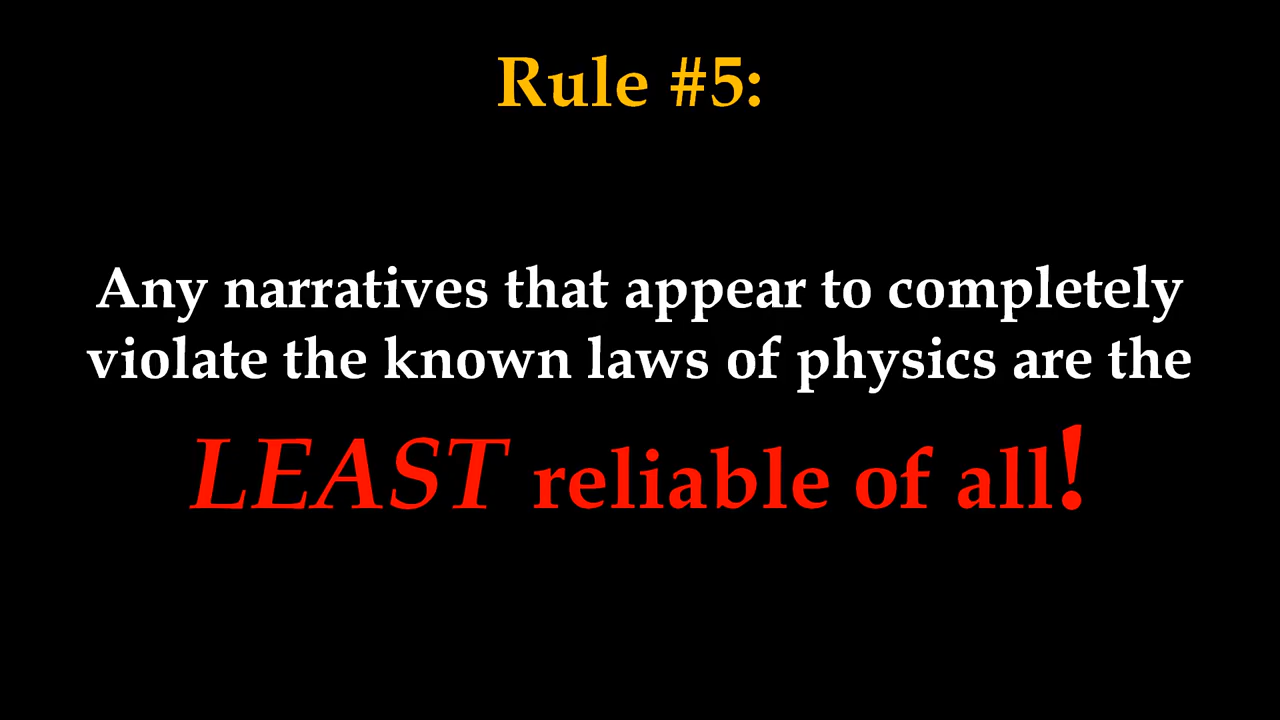 Rule #5:
Any narratives that appear to completely
violate the known laws of physics are the
LEAST reliable of all!